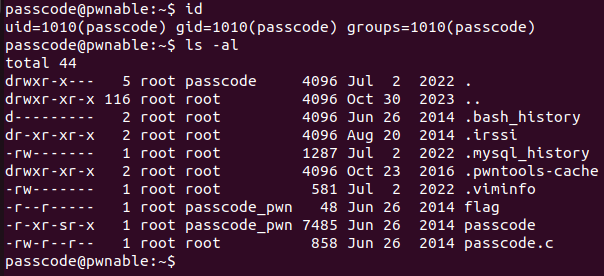 passcode@pwnable:~$ id
uid=1010(passcode) gid=1010(passcode) groups=1010(passcode)
passcode@pwnable:~$ ls -al
total 44
drwxr-x---   5 root passcode     4096 Jul  2  2022 .
drwxr-xr-x 116 root root         4096 Oct 30  2023 ..
d---------   2 root root         4096 Jun 26  2014 .bash_history
dr-xr-xr-x   2 root root         4096 Aug 20  2014 .irssi
-rw-------   1 root root         1287 Jul  2  2022 .mysql_history
drwxr-xr-x   2 root root         4096 Oct 23  2016 .pwntools-cache
-rw-------   1 root root          581 Jul  2  2022 .viminfo
-r--r-----   1 root passcode_pwn   48 Jun 26  2014 flag
-r-xr-sr-x   1 root passcode_pwn 7485 Jun 26  2014 passcode
-rw-r--r--   1 root root          858 Jun 26  2014 passcode.c
passcode@pwnable:~$